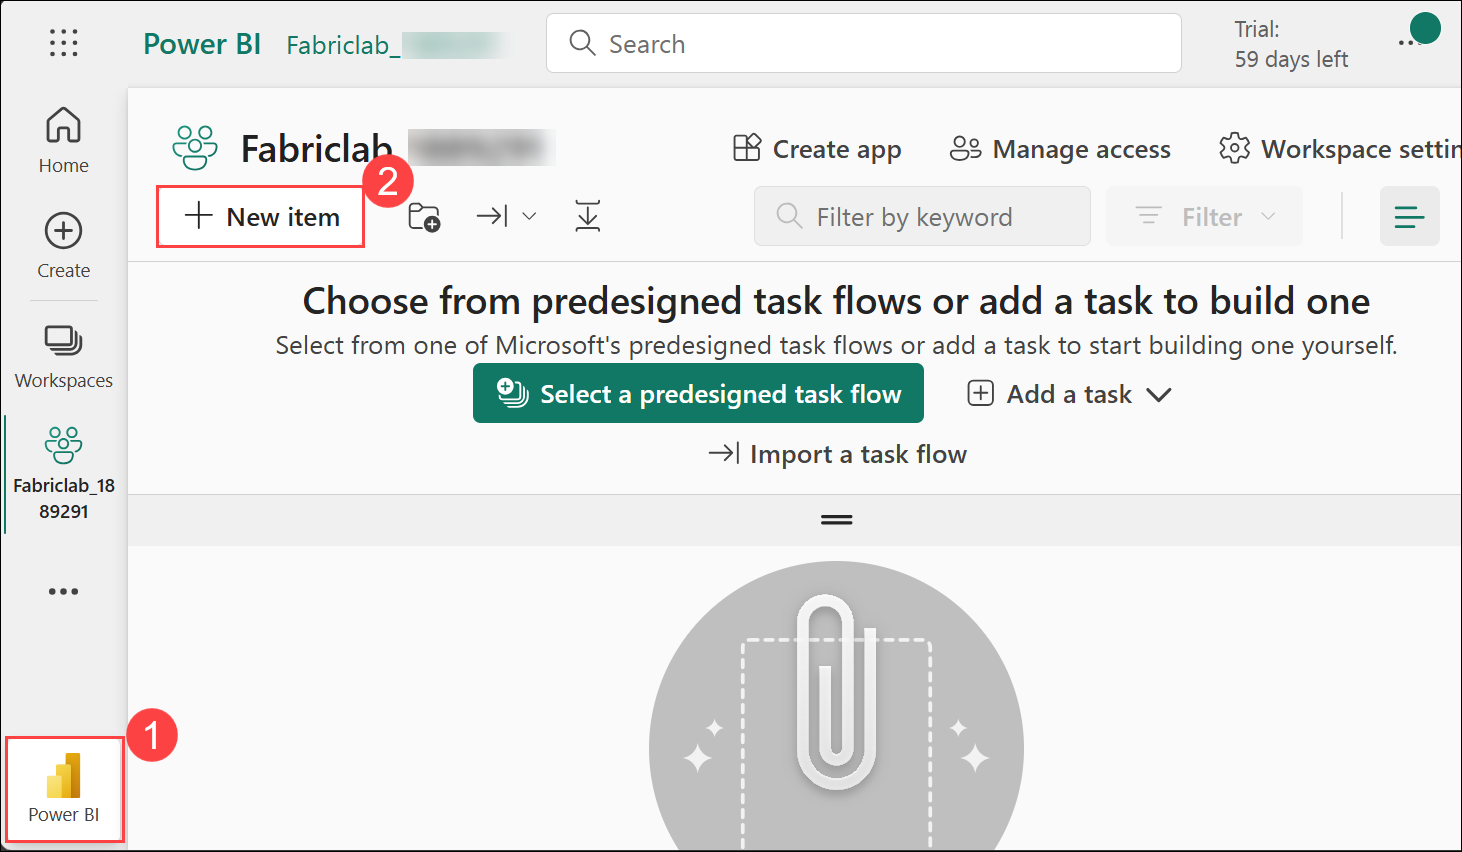 Power BI
Fabriclab_
Search
Trial:
59 days left
Home
Create
Workspaces
Fabriclab_18
89291
Fabriclab
Create app
Manage access
Workspace settin
2
New item
Filter by keyword
Filter
Choose from predesigned task flows or add a task to build one
Select from one of Microsoft's predesigned task flows or add a task to start building one yourself.
Select a predesigned task flow
Add a task
Import a task flow
1
Power BI